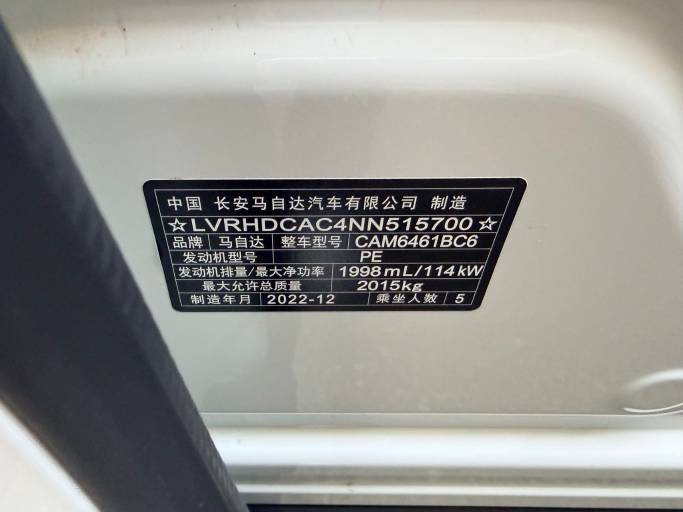 中国 长安马自达汽车有限公司 制造
☆LVRHDCAC4NN515700☆
品牌 马自达 整车型号 CAM6461BC6
发动机型号 PE
发动机排量/最大净功率 1998mL/114kW
最大允许总质量 2015kg
制造年月 2022-12 乘坐人数 5